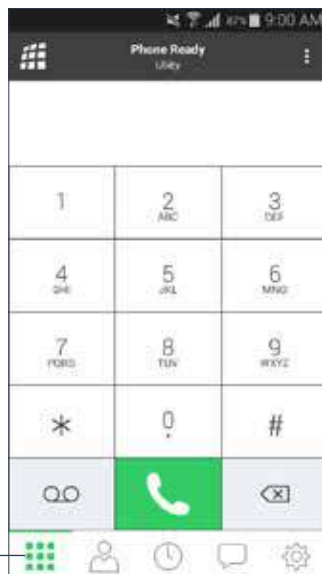 9:00 AM
Phone Ready
1
2
ABC
3
DEF
4
GHI
5
JKL
6
MNO
7
PQRS
8
TUV
9
WXYZ
*
0
+
#